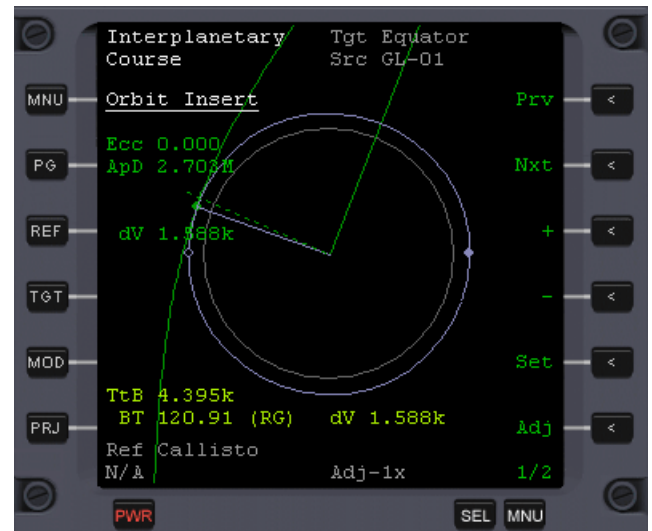 Interplanetary Tgt Equator
Course Src GL-01
MNU Orbit Insert Prv <
Ecc 0.000
PG ApD 2.703M Nxt <
REF dV 1.588k + <
TGT - <
MOD Set <
TtB 4.395k
PRJ BT 120.91 (RG) dV 1.588k Adj <
Ref Callisto
N/A Adj-1x 1/2
PWR SEL MNU